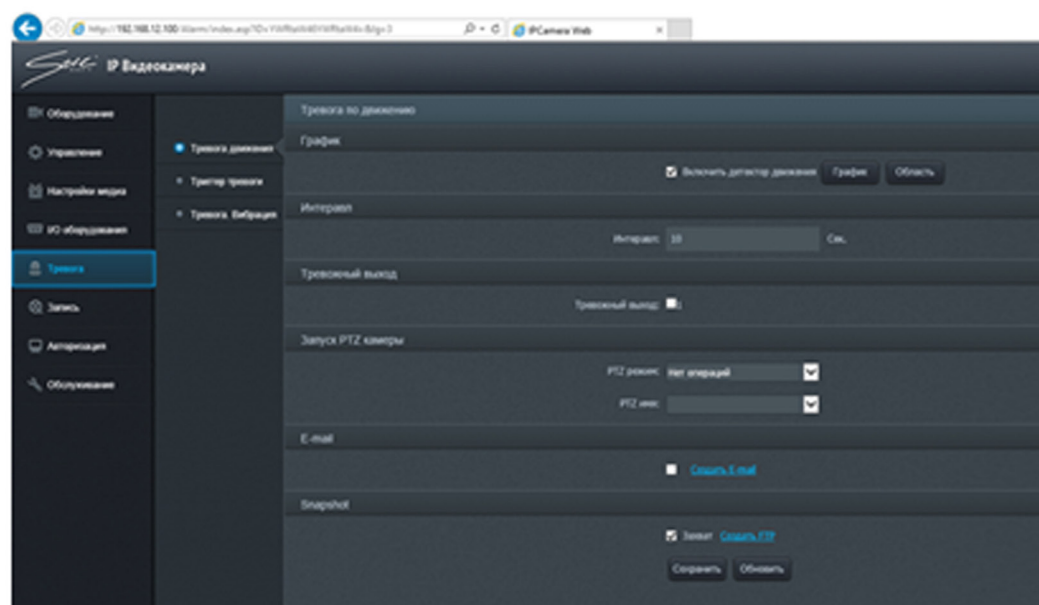 IPCamera Web
IP Видеокамера
Оборудование
Управление
Настройки медиа
I/O оборудования
Тревога
Запись
Авторизация
Обслуживание
Тревога движения
Триггер тревоги
Тревога. Вибрация
Тревога по движению
График
Включить детектор движения График Область
Интервал
Интервал: 10 Сек.
Тревожный выход
Тревожный выход: 1
Запуск PTZ камеры
PTZ режим: Нет операций
PTZ имя:
E-mail
Создать E-mail
Snapshot
Захват Создать FTP
Сохранить Обновить